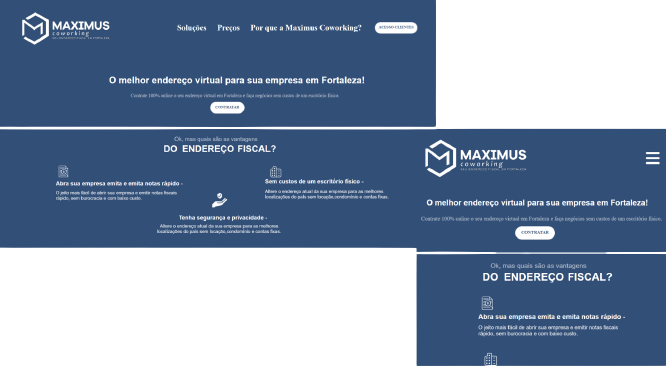 MAXIMUS
coworking
Soluções Preços Por que a Maximus Coworking? ACESSO CLIENTES
O melhor endereço virtual para sua empresa em Fortaleza!
Contrate 100% online o seu endereço virtual em Fortaleza e faça negócios sem custos de um escritório físico.
CONTRATAR
Ok, mas quais são as vantagens
DO ENDEREÇO FISCAL?
Abra sua empresa emita e emita notas rápido -
O jeito mais fácil de abrir sua empresa e emitir notas fiscais
rápido, sem burocracia e com baixo custo.
Sem custos de um escritório físico -
Altere o endereço atual da sua empresa para as melhores
localizações do país sem locação,condomínio e contas fixas.
Tenha segurança e privacidade -
Altere o endereço atual da sua empresa para as melhores
localizações do país sem locação,condomínio e contas fixas.
MAXIMUS
coworking
O melhor endereço virtual para sua empresa em Fortaleza!
Contrate 100% online o seu endereço virtual em Fortaleza e faça negócios sem custos de um escritório físico.
CONTRATAR
Ok, mas quais são as vantagens
DO ENDEREÇO FISCAL?
Abra sua empresa emita e emita notas rápido -
O jeito mais fácil de abrir sua empresa e emitir notas fiscais
rápido, sem burocracia e com baixo custo.